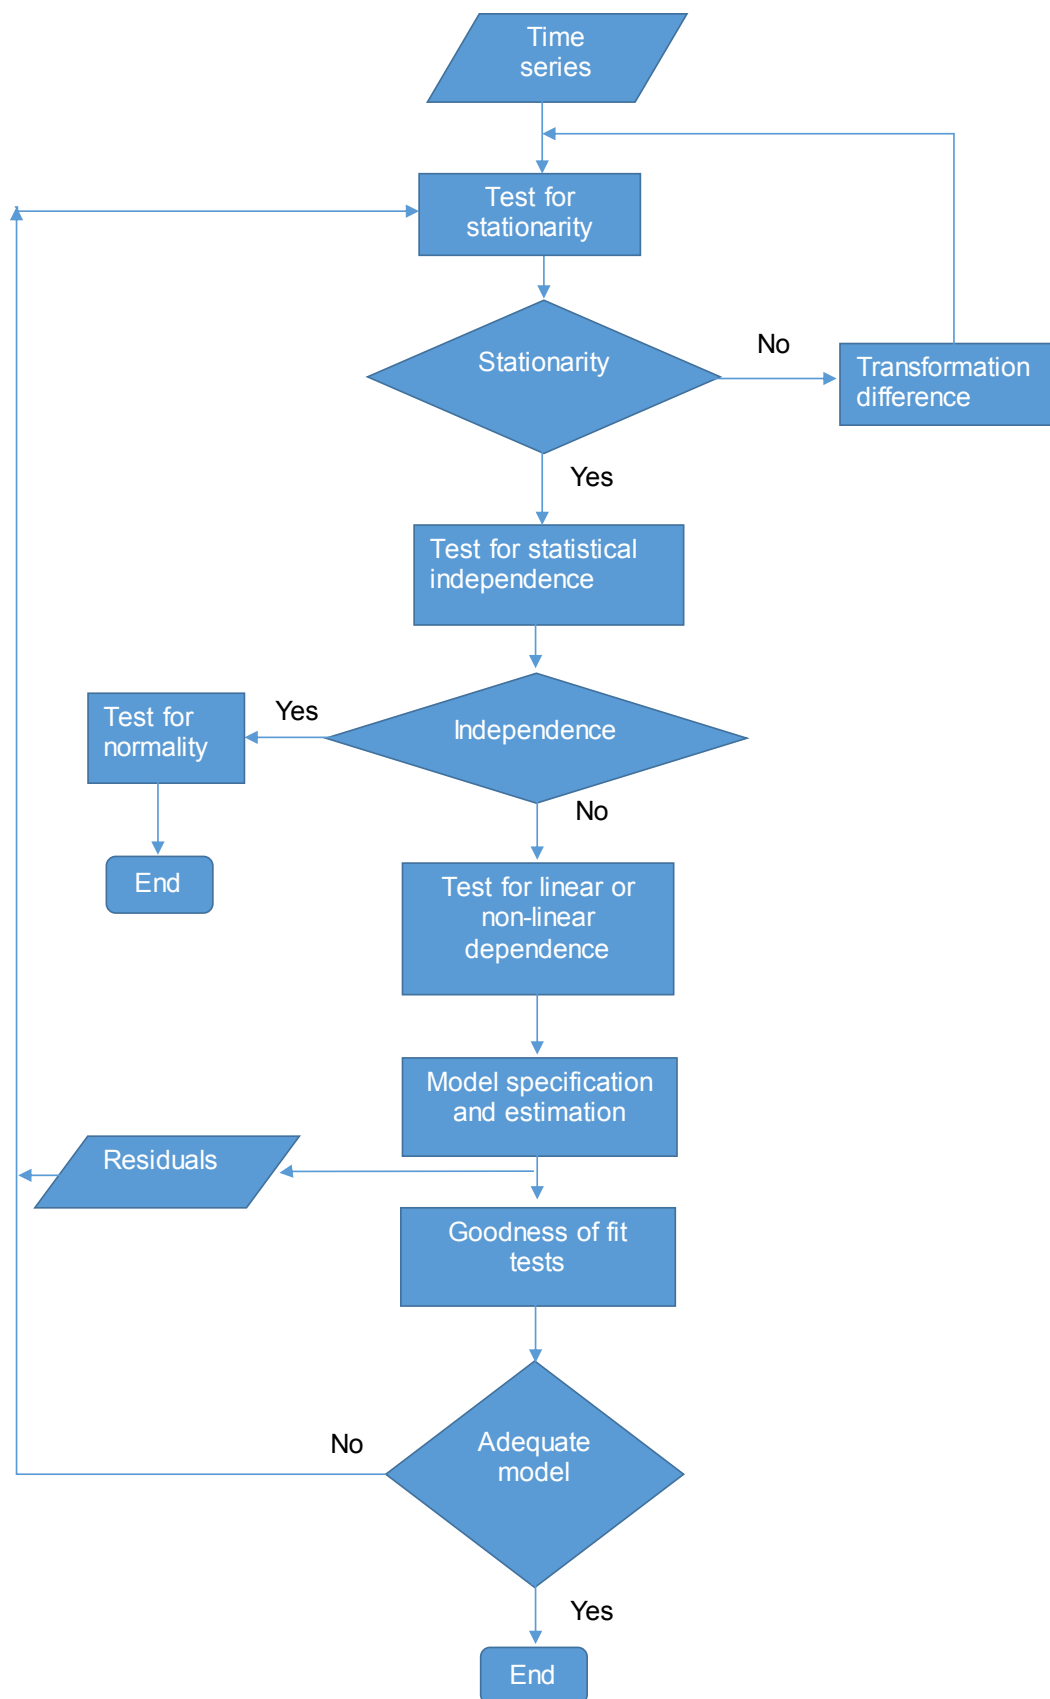 Time
series
Test for
stationarity
Stationarity
No
Transformation
difference
Yes
Test for statistical
independence
Independence
Yes
Test for
normality
End
No
Test for linear or
non-linear
dependence
Model specification
and estimation
Residuals
Goodness of fit
tests
Adequate
model
No
Yes
End